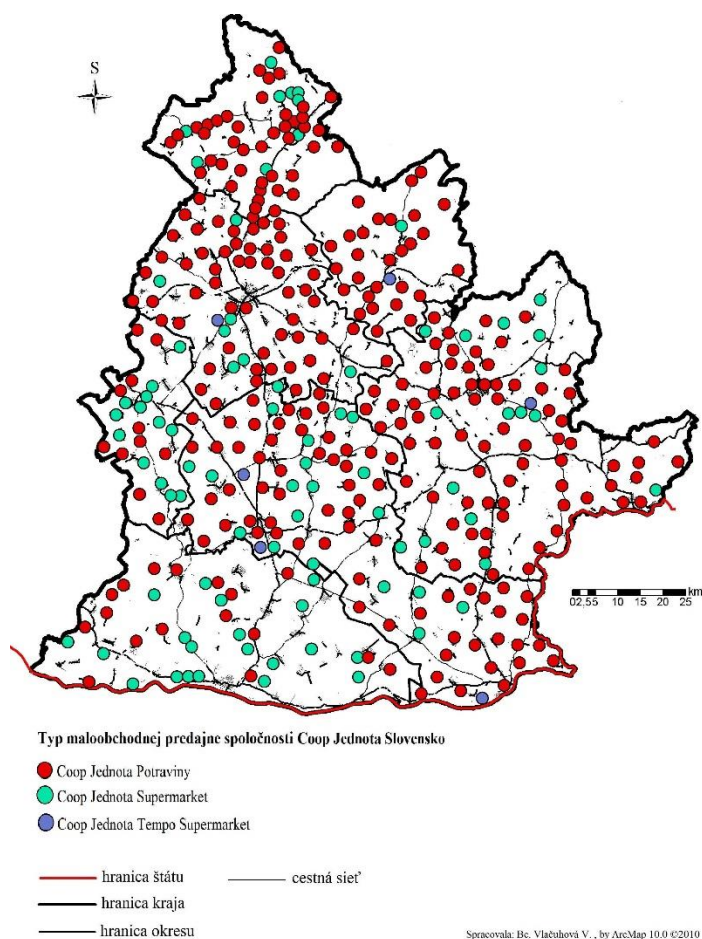 S
km
02,55 10 15 20 25
Typ maloobchodnej predajne spoločnosti Coop Jednota Slovensko
Coop Jednota Potraviny
Coop Jednota Supermarket
Coop Jednota Tempo Supermarket
hranica štátu cestná sieť
hranica kraja
hranica okresu
Spracovala: Bc. Vlačuhová V. , by ArcMap 10.0 ©2010